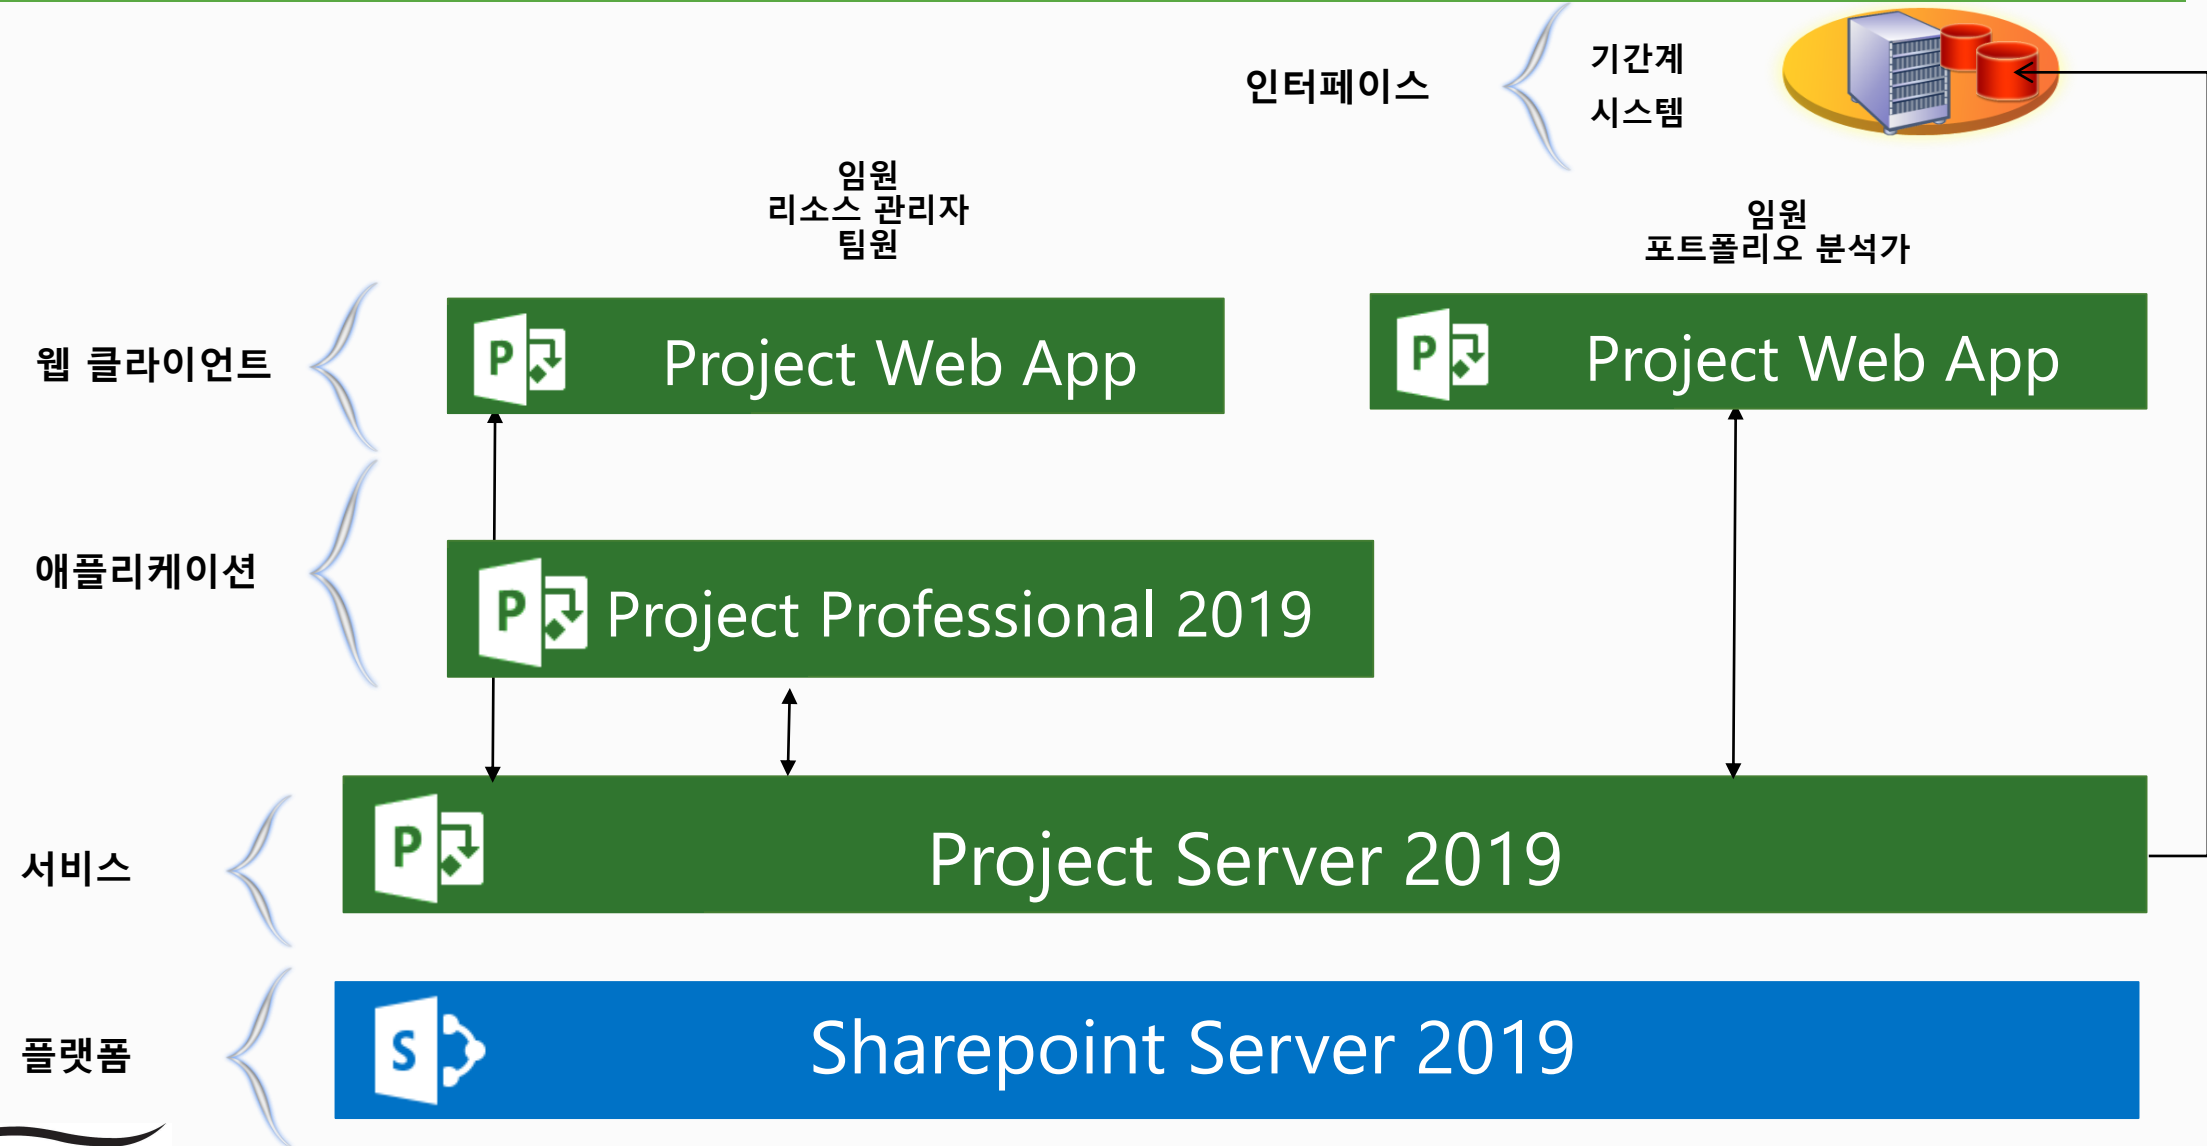 인터페이스
기간계
시스템
임원
리소스 관리자
팀원
임원
포트폴리오 분석가
웹 클라이언트
P Project Web App
P Project Web App
애플리케이션
P Project Professional 2019
서비스
P Project Server 2019
플랫폼
S Sharepoint Server 2019